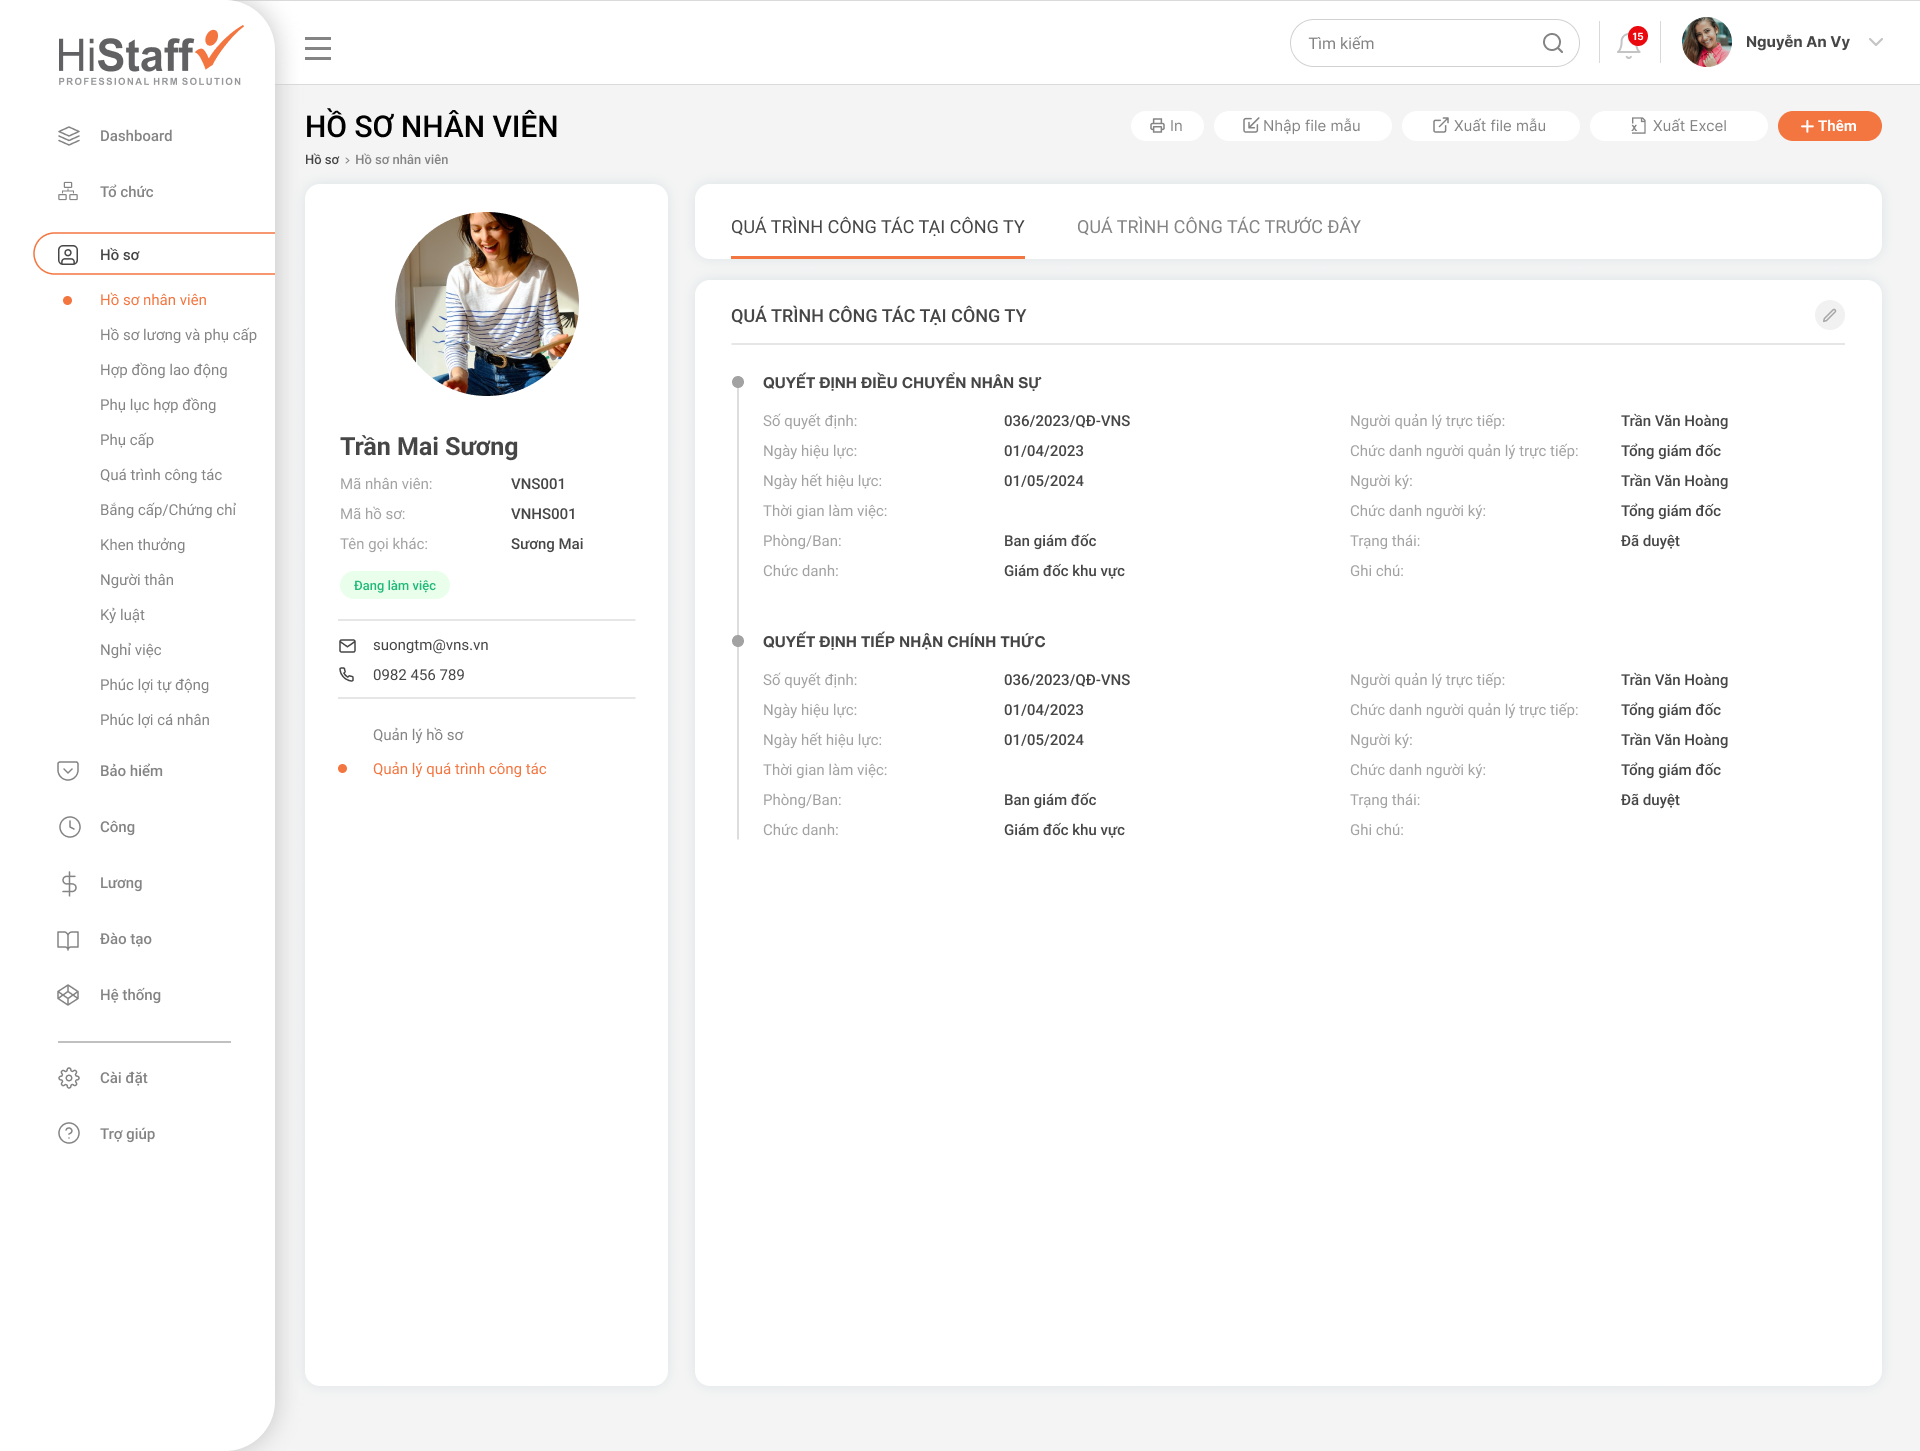 HiStaff
PROFESSIONAL HRM SOLUTION
Dashboard
Tổ chức
Hồ sơ
Hồ sơ nhân viên
Hồ sơ lương và phụ cấp
Hợp đồng lao động
Phụ lục hợp đồng
Phụ cấp
Quá trình công tác
Bằng cấp/Chứng chỉ
Khen thưởng
Người thân
Kỷ luật
Nghỉ việc
Phúc lợi tự động
Phúc lợi cá nhân
Bảo hiểm
Công
Lương
Đào tạo
Hệ thống
Cài đặt
Trợ giúp
Tìm kiếm
15
Nguyễn An Vy
HỒ SƠ NHÂN VIÊN
Hồ sơ › Hồ sơ nhân viên
In
Nhập file mẫu
Xuất file mẫu
Xuất Excel
+ Thêm
Trần Mai Sương
Mã nhân viên: VNS001
Mã hồ sơ: VNHS001
Tên gọi khác: Sương Mai
Đang làm việc
suongtm@vns.vn
0982 456 789
Quản lý hồ sơ
Quản lý quá trình công tác
QUÁ TRÌNH CÔNG TÁC TẠI CÔNG TY
QUÁ TRÌNH CÔNG TÁC TRƯỚC ĐÂY
QUÁ TRÌNH CÔNG TÁC TẠI CÔNG TY
QUYẾT ĐỊNH ĐIỀU CHUYỂN NHÂN SỰ
Số quyết định: 036/2023/QĐ-VNS Người quản lý trực tiếp: Trần Văn Hoàng
Ngày hiệu lực: 01/04/2023 Chức danh người quản lý trực tiếp: Tổng giám đốc
Ngày hết hiệu lực: 01/05/2024 Người ký: Trần Văn Hoàng
Thời gian làm việc: Chức danh người ký: Tổng giám đốc
Phòng/Ban: Ban giám đốc Trạng thái: Đã duyệt
Chức danh: Giám đốc khu vực Ghi chú:
QUYẾT ĐỊNH TIẾP NHẬN CHÍNH THỨC
Số quyết định: 036/2023/QĐ-VNS Người quản lý trực tiếp: Trần Văn Hoàng
Ngày hiệu lực: 01/04/2023 Chức danh người quản lý trực tiếp: Tổng giám đốc
Ngày hết hiệu lực: 01/05/2024 Người ký: Trần Văn Hoàng
Thời gian làm việc: Chức danh người ký: Tổng giám đốc
Phòng/Ban: Ban giám đốc Trạng thái: Đã duyệt
Chức danh: Giám đốc khu vực Ghi chú: